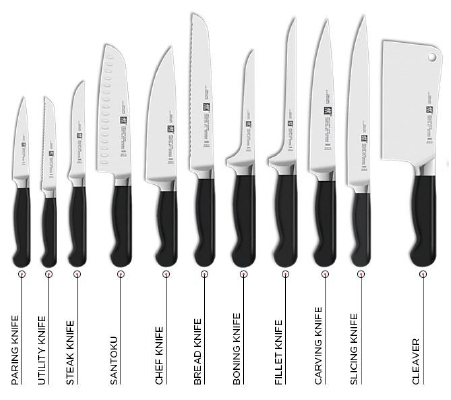 PARING KNIFE
UTILITY KNIFE
STEAK KNIFE
SANTOKU
CHEF KNIFE
BREAD KNIFE
BONING KNIFE
FILLET KNIFE
CARVING KNIFE
SLICING KNIFE
CLEAVER